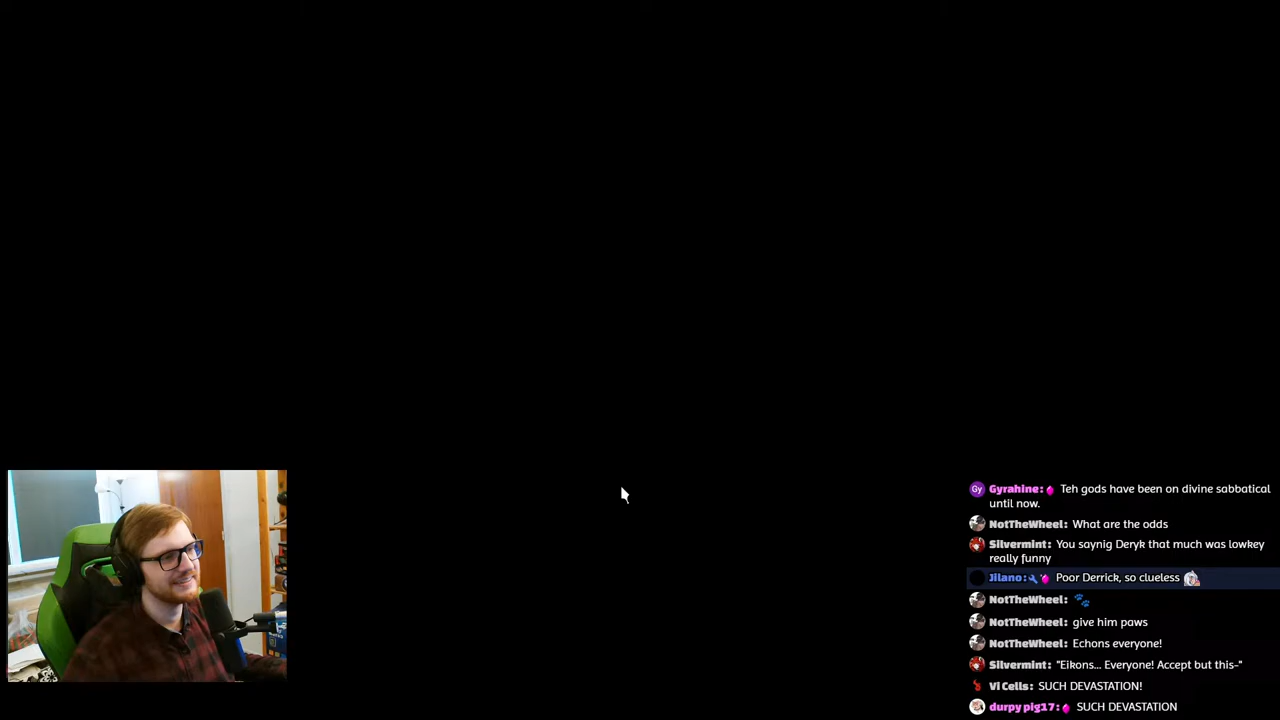 Gy Gyrahine: Teh gods have been on divine sabbatical
until now.
NotTheWheel: What are the odds
Silvermint: You saynig Deryk that much was lowkey
really funny
Jilano: Poor Derrick, so clueless
NotTheWheel:
NotTheWheel: give him paws
NotTheWheel: Echons everyone!
Silvermint: "Eikons... Everyone! Accept but this-"
Vi Cells: SUCH DEVASTATION!
durpy pig17: SUCH DEVASTATION